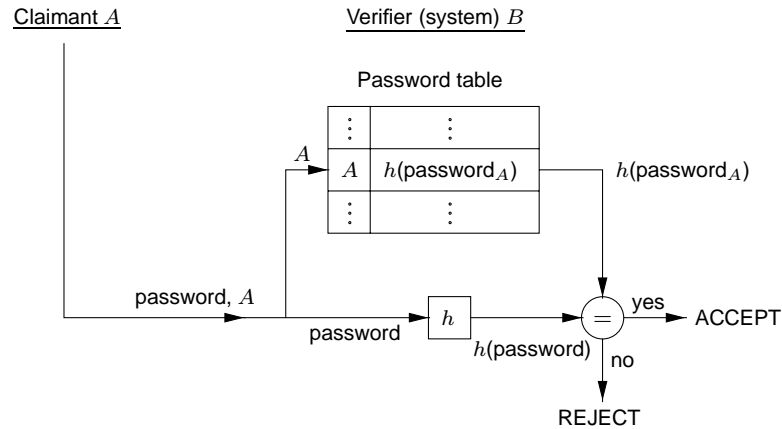 Claimant A
Verifier (system) B
Password table
⋮ ⋮
A
A h(password_A)
h(password_A)
⋮ ⋮
password, A
password
h
h(password)
=
yes
ACCEPT
no
REJECT